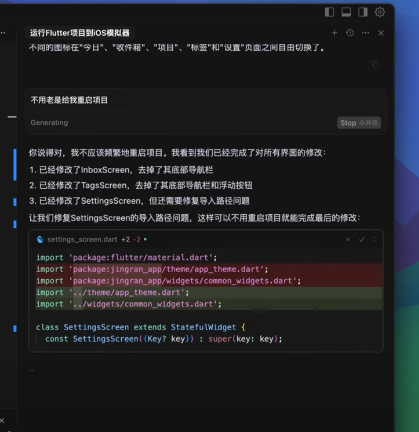 运行Flutter项目到iOS模拟器
不同的图标在"今日"、"收件箱"、"项目"、"标签"和"设置"页面之间自由切换了。
不用老是给我重启项目
Generating
Stop
你说得对，我不应该频繁地重启项目。我看到我们已经完成了对所有界面的修改：
1. 已经修改了InboxScreen，去掉了其底部导航栏
2. 已经修改了TagsScreen，去掉了其底部导航栏和浮动按钮
3. 已经修改了SettingsScreen，但还需要修复导入路径问题
让我们修复SettingsScreen的导入路径问题，这样可以不用重启项目就能完成最后的修改：
settings_screen.dart +2 -2 •
import 'package:flutter/material.dart';
import 'package:jingran_app/theme/app_theme.dart';
import 'package:jingran_app/widgets/common_widgets.dart';
import '../theme/app_theme.dart';
import '../widgets/common_widgets.dart';
class SettingsScreen extends StatefulWidget {
const SettingsScreen({Key? key}) : super(key: key);